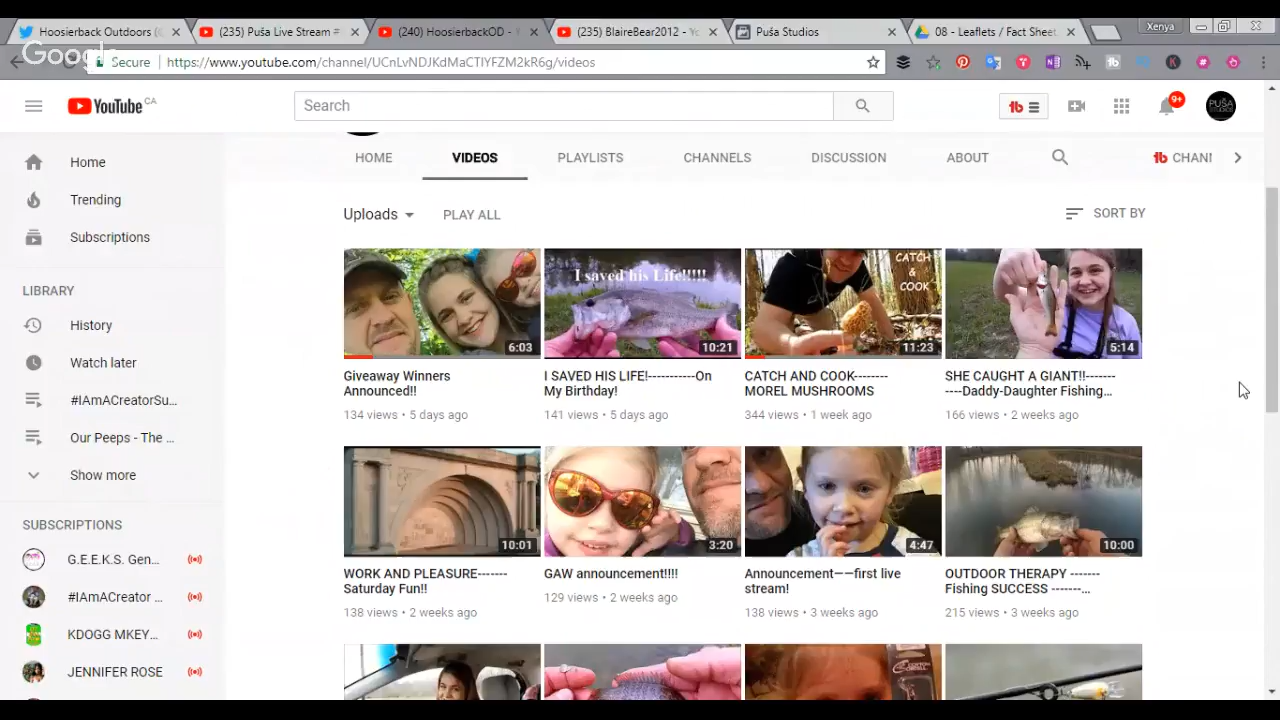 Hoosierback Outdoors (@
(235) Puša Live Stream #
(240) HoosierbackOD - Y
(235) BlaireBear2012 - Yo
Puša Studios
08 - Leaflets / Fact Sheet
Xenya
Google
Secure
https://www.youtube.com/channel/UCnLvNDJKdMaCTIYFZM2kR6g/videos
YouTube CA
Search
tb
9+
PUŠA
HOME
VIDEOS
PLAYLISTS
CHANNELS
DISCUSSION
ABOUT
tb CHANI
Home
Trending
Subscriptions
LIBRARY
History
Watch later
#IAmACreatorSu...
Our Peeps - The ...
Show more
SUBSCRIPTIONS
G.E.E.K.S. Gen...
#IAmACreator ...
KDOGG MKEY...
JENNIFER ROSE
Uploads
PLAY ALL
SORT BY
6:03
Giveaway Winners
Announced!!
134 views • 5 days ago
I saved his Life!!!!!
10:21
I SAVED HIS LIFE!-----------On
My Birthday!
141 views • 5 days ago
CATCH
&
COOK
11:23
CATCH AND COOK--------
MOREL MUSHROOMS
344 views • 1 week ago
5:14
SHE CAUGHT A GIANT!!-------
----Daddy-Daughter Fishing...
166 views • 2 weeks ago
10:01
WORK AND PLEASURE-------
Saturday Fun!!
138 views • 2 weeks ago
3:20
GAW announcement!!!!
129 views • 2 weeks ago
4:47
Announcement——first live
stream!
138 views • 3 weeks ago
10:00
OUTDOOR THERAPY -------
Fishing SUCCESS -------...
215 views • 3 weeks ago